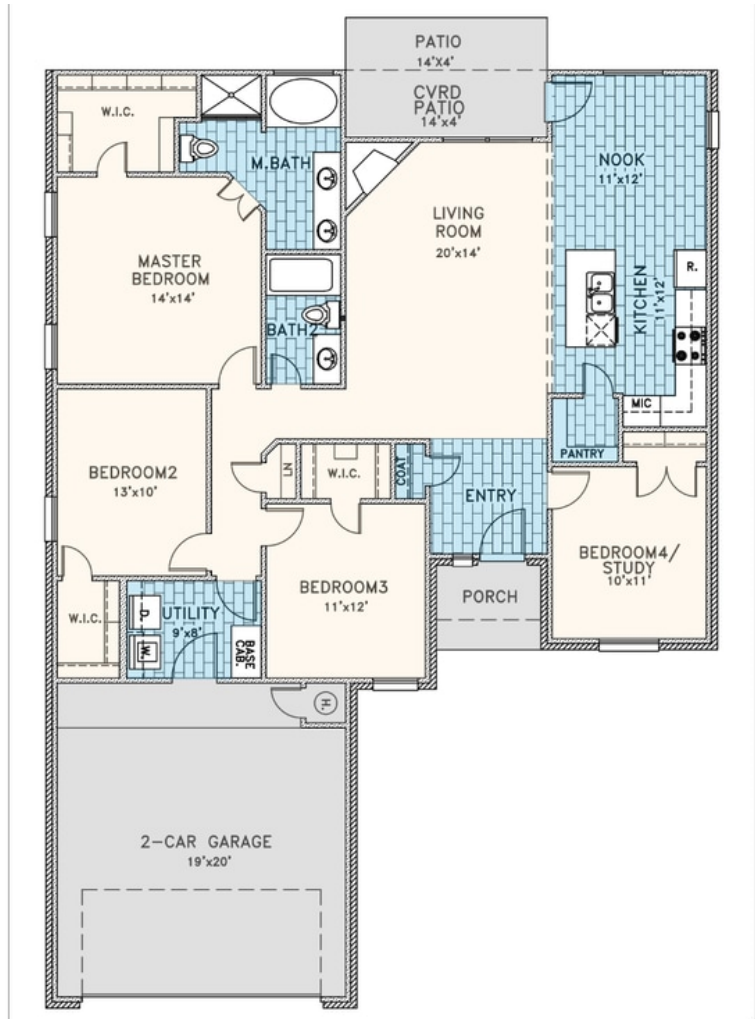 PATIO
14'X4'
CVRD
PATIO
14'x4'
W.I.C.
M.BATH
NOOK
11'x12'
LIVING
ROOM
20'x14'
MASTER
BEDROOM
14'x14'
R.
KITCHEN
11'x12'
BATH2
MIC
PANTRY
BEDROOM2
13'x10'
LN
W.I.C.
COAT
ENTRY
BEDROOM4/
STUDY
10'x11'
BEDROOM3
11'x12'
PORCH
W.I.C.
D.
UTILITY
9'x8'
W.
BASE
CAB.
H.
2-CAR GARAGE
19'x20'